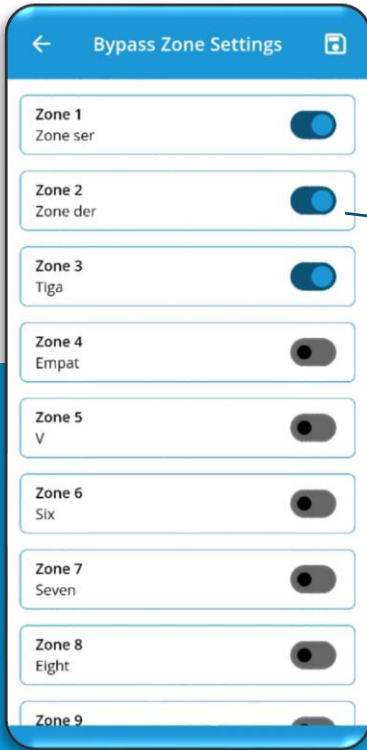 Bypass Zone Settings
Zone 1
Zone ser
Zone 2
Zone der
Zone 3
Tiga
Zone 4
Empat
Zone 5
V
Zone 6
Six
Zone 7
Seven
Zone 8
Eight
Zone 9